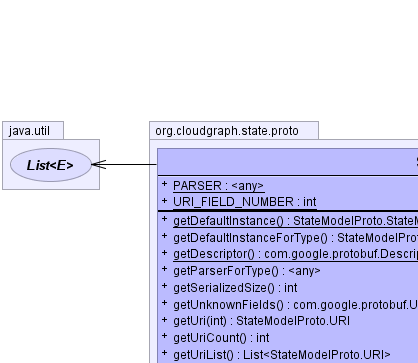 java.util
org.cloudgraph.state.proto
List<E>
+ PARSER : <any>
+ URI_FIELD_NUMBER : int
+ getDefaultInstance() : StateModelProto.StateM
+ getDefaultInstanceForType() : StateModelProt
+ getDescriptor() : com.google.protobuf.Descrip
+ getParserForType() : <any>
+ getSerializedSize() : int
+ getUnknownFields() : com.google.protobuf.U
+ getUri(int) : StateModelProto.URI
+ getUriCount() : int
+ getUriList() : List<StateModelProto.URI>